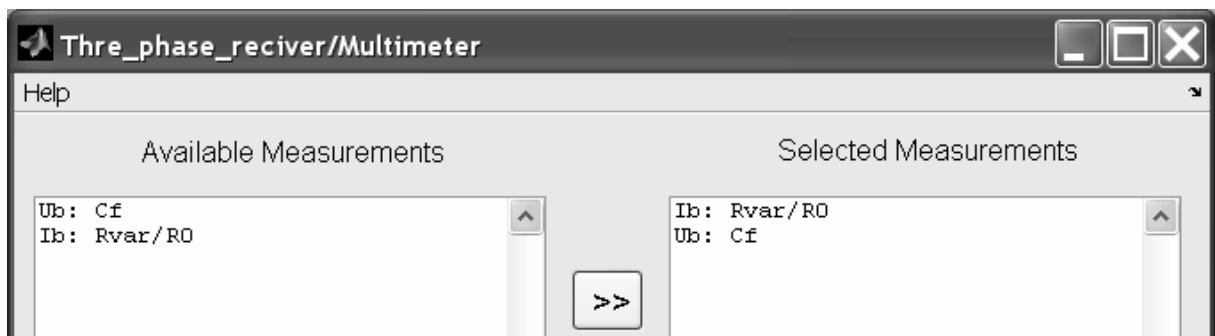 Thre_phase_reciver/Multimeter
Help
Available Measurements
Selected Measurements
Ub: Cf
Ib: Rvar/R0
Ib: Rvar/R0
Ub: Cf
>>